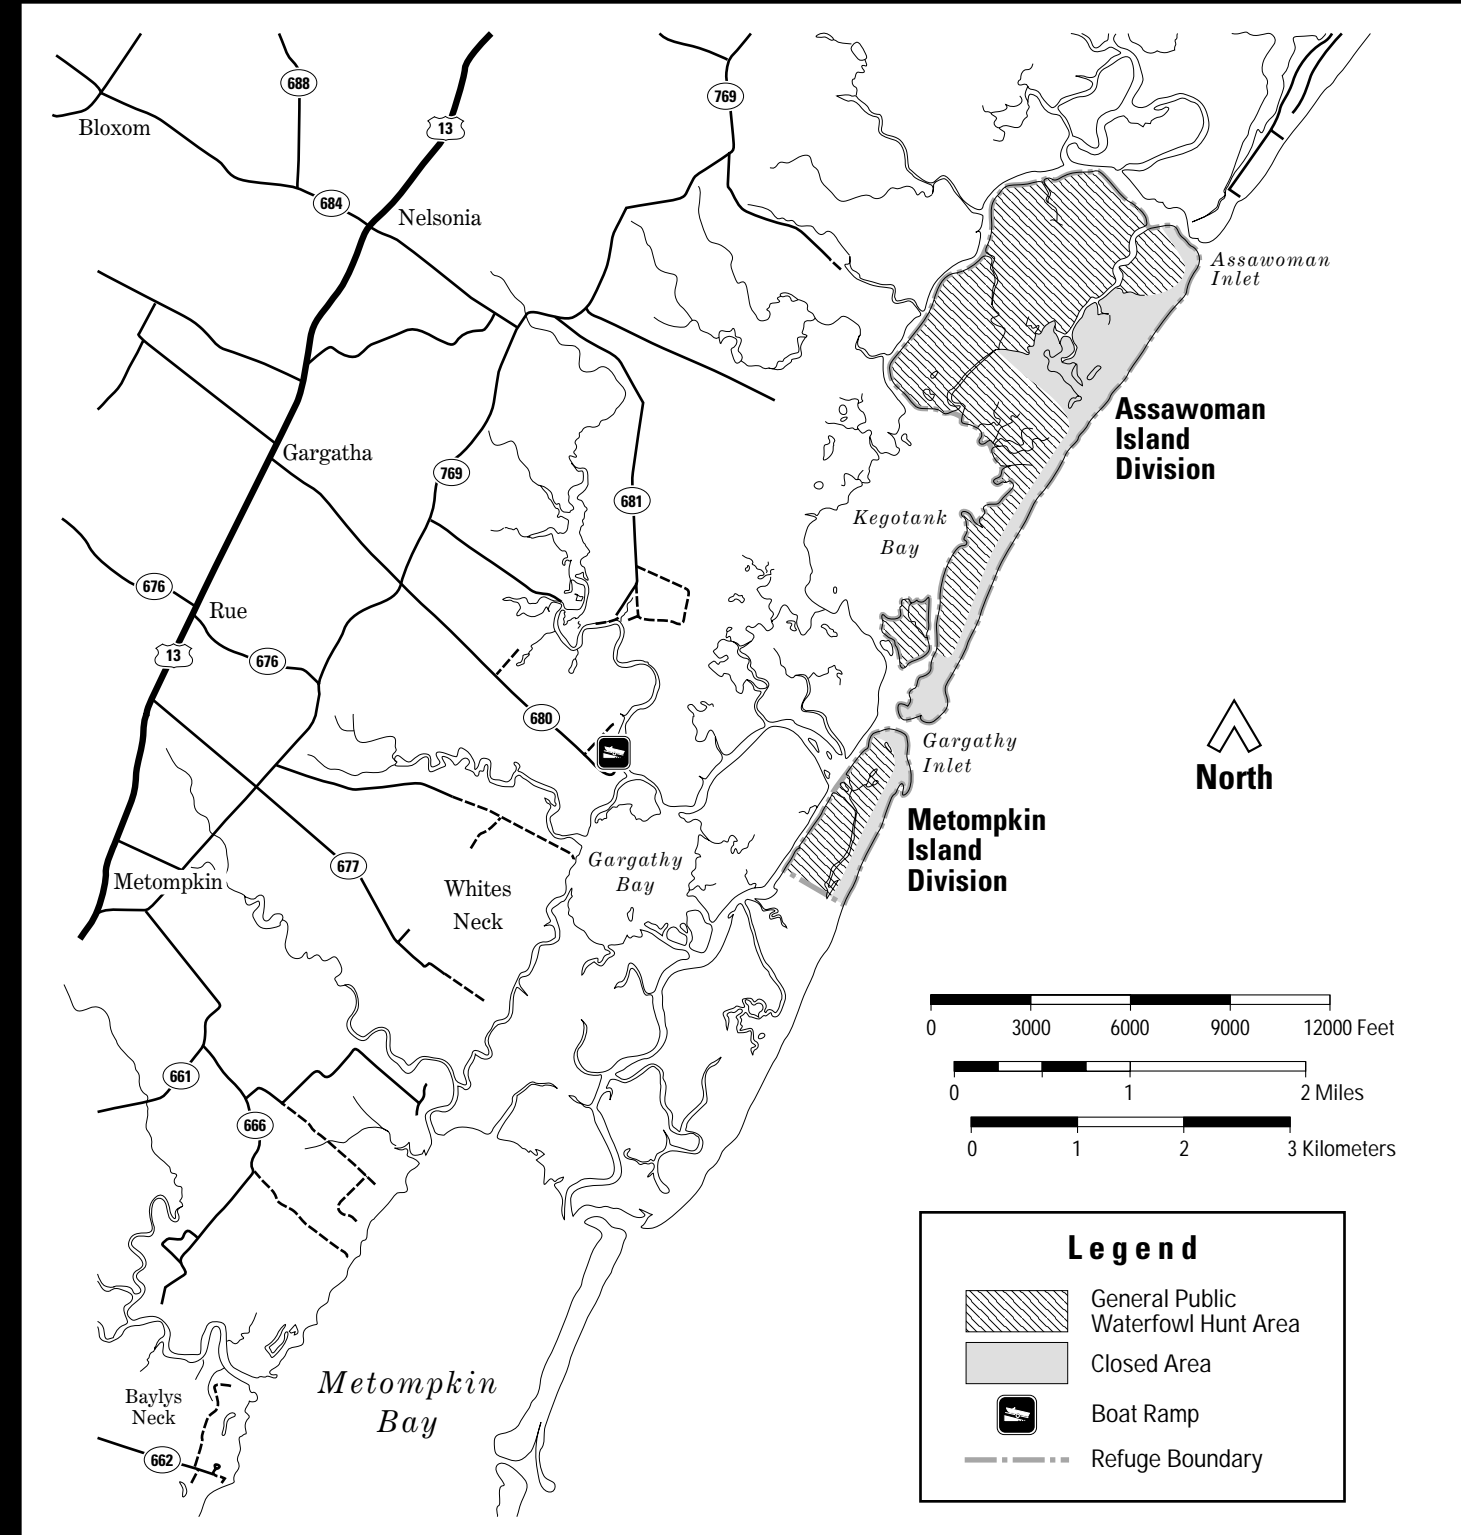 688
769
13
Bloxom
684
Nelsonia
Assawoman
Inlet
Assawoman
Island
Division
Gargatha
769
681
Kegotank
Bay
676
Rue
13
676
680
Gargathy
Inlet
North
Metompkin
Island
Division
677
Gargathy
Bay
Metompkin
Whites
Neck
0 3000 6000 9000 12000 Feet
0 1 2 Miles
0 1 2 3 Kilometers
661
666
Legend
General Public
Waterfowl Hunt Area
Closed Area
Boat Ramp
Refuge Boundary
Metompkin
Bay
Baylys
Neck
662